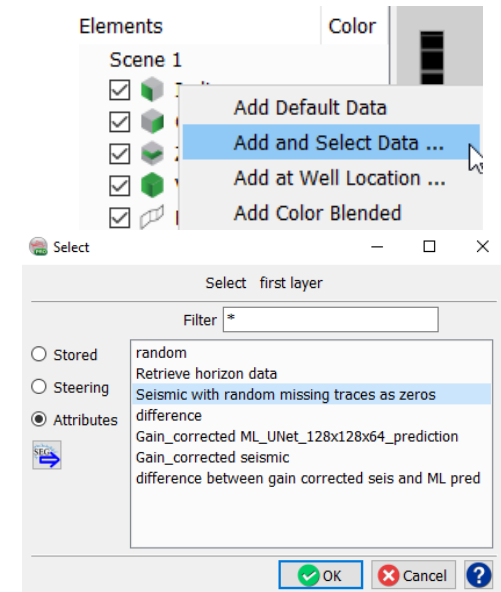 Elements Color
Scene 1
Add Default Data
Add and Select Data ...
Add at Well Location ...
Add Color Blended
Select
Select first layer
Filter *
Stored
Steering
Attributes
SEGY
random
Retrieve horizon data
Seismic with random missing traces as zeros
difference
Gain_corrected ML_UNet_128x128x64_prediction
Gain_corrected seismic
difference between gain corrected seis and ML pred
OK Cancel ?